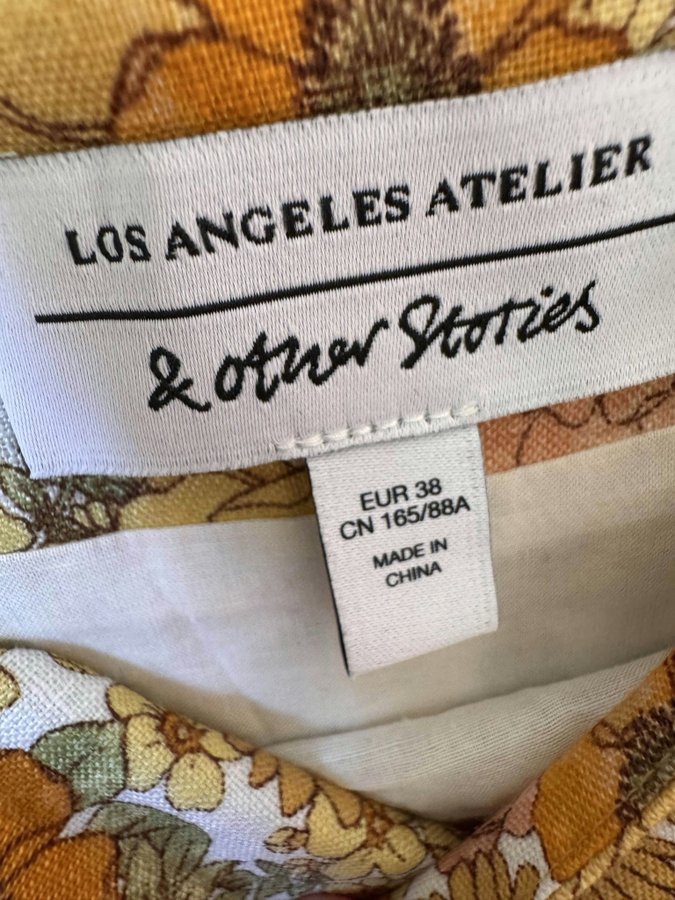 LOS ANGELES ATELIER
& other Stories
EUR 38
CN 165/88A
MADE IN
CHINA